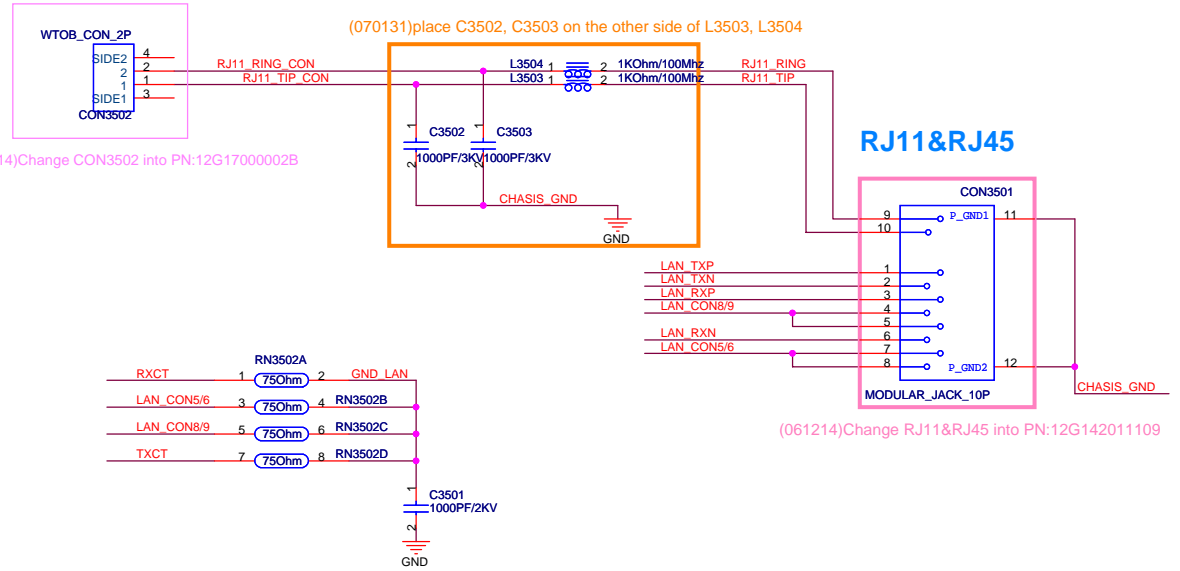 (070131)place C3502, C3503 on the other side of L3503, L3504
WTOB_CON_2P
SIDE2 4
2 2
1 1
SIDE1 3
CON3502
14)Change CON3502 into PN:12G17000002B
RJ11_RING_CON
RJ11_TIP_CON
L3504 1 2 1KOhm/100Mhz RJ11_RING
L3503 1 2 1KOhm/100Mhz RJ11_TIP
1 C3502 1 C3503
2 1000PF/3KV 2 1000PF/3KV
CHASIS_GND
GND
RJ11&RJ45
CON3501
9 P_GND1 11
10
LAN_TXP 1
LAN_TXN 2
LAN_RXP 3
LAN_CON8/9 4
5
LAN_RXN 6
LAN_CON5/6 7
8 P_GND2 12
MODULAR_JACK_10P
CHASIS_GND
(061214)Change RJ11&RJ45 into PN:12G142011109
RN3502A
RXCT 1 75Ohm 2 GND_LAN
LAN_CON5/6 3 75Ohm 4 RN3502B
LAN_CON8/9 5 75Ohm 6 RN3502C
TXCT 7 75Ohm 8 RN3502D
1 C3501
1000PF/2KV
2
GND